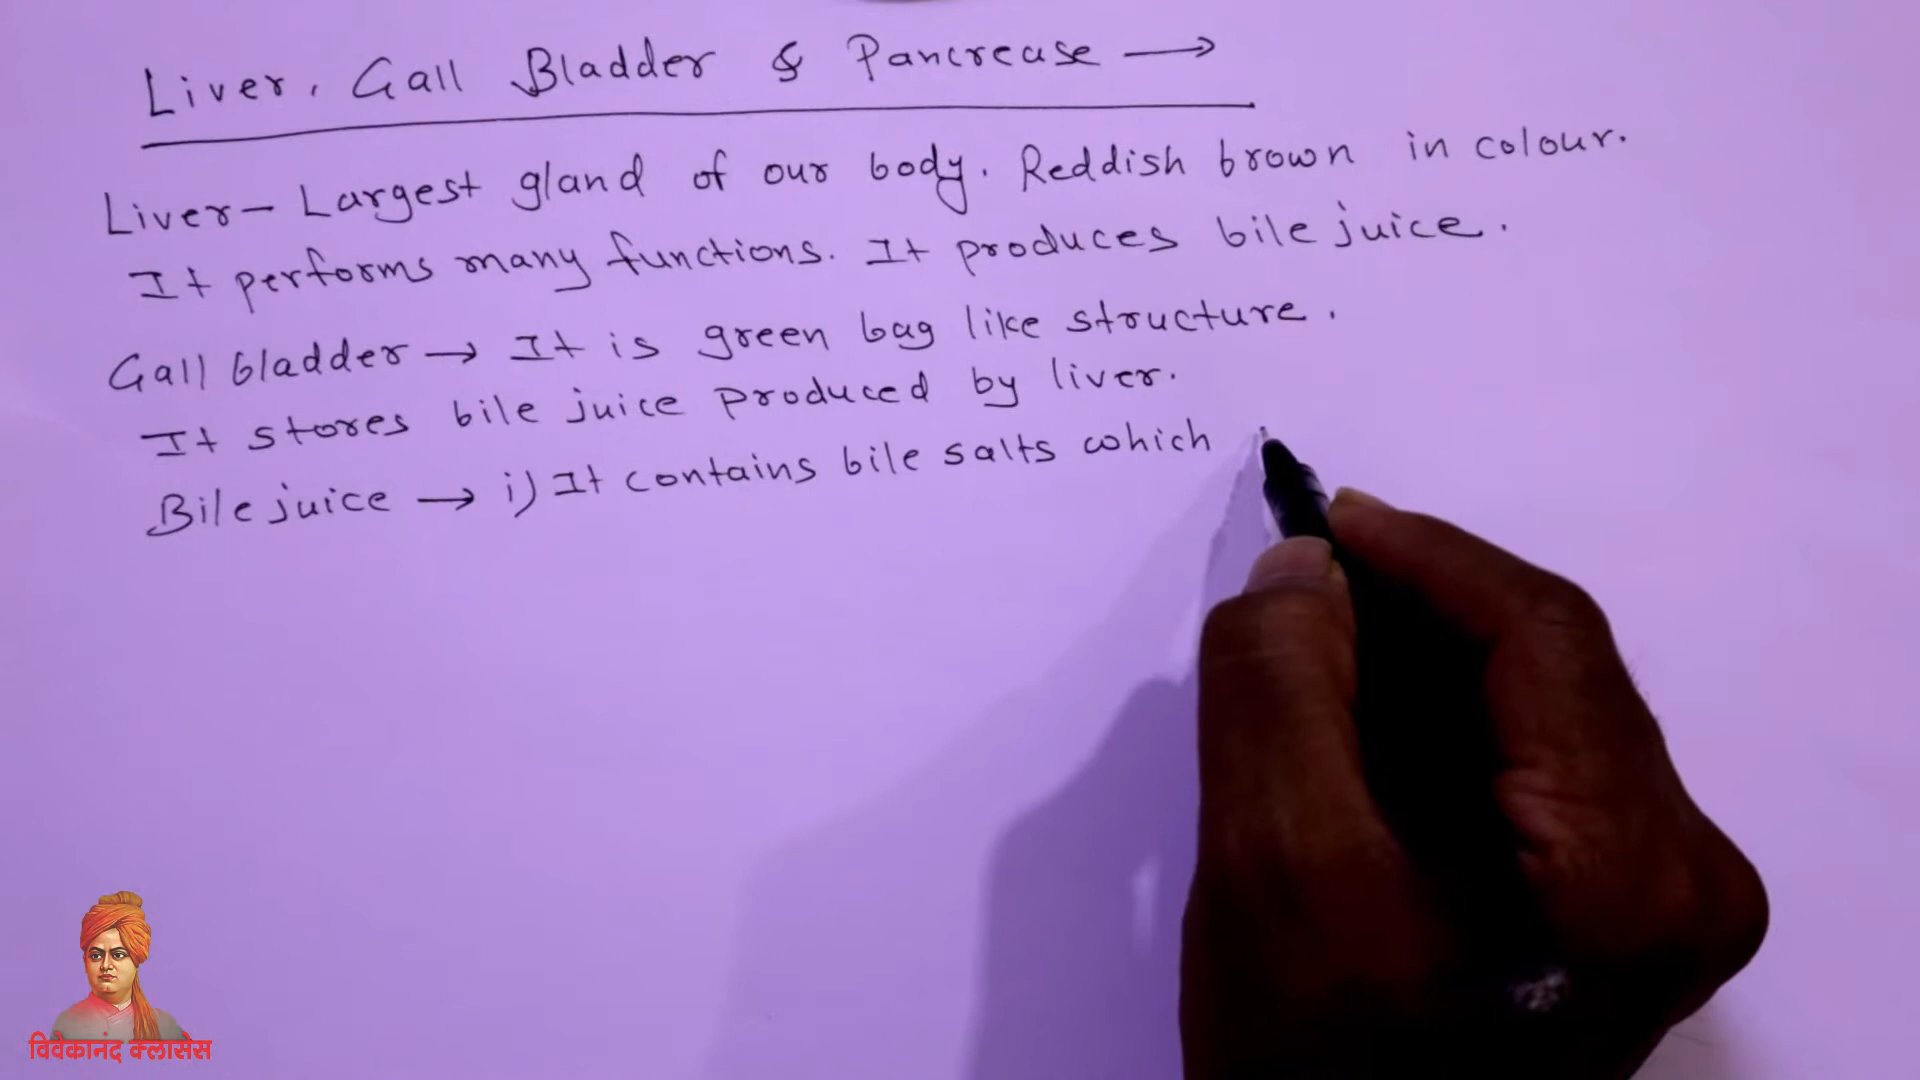 Liver, Gall Bladder & Pancrease →
Liver - Largest gland of our body. Reddish brown in colour.
It performs many functions. It produces bile juice.
Gall bladder → It is green bag like structure.
It stores bile juice produced by liver.
Bile juice → i) It contains bile salts which
विवेकानंद क्लासेस